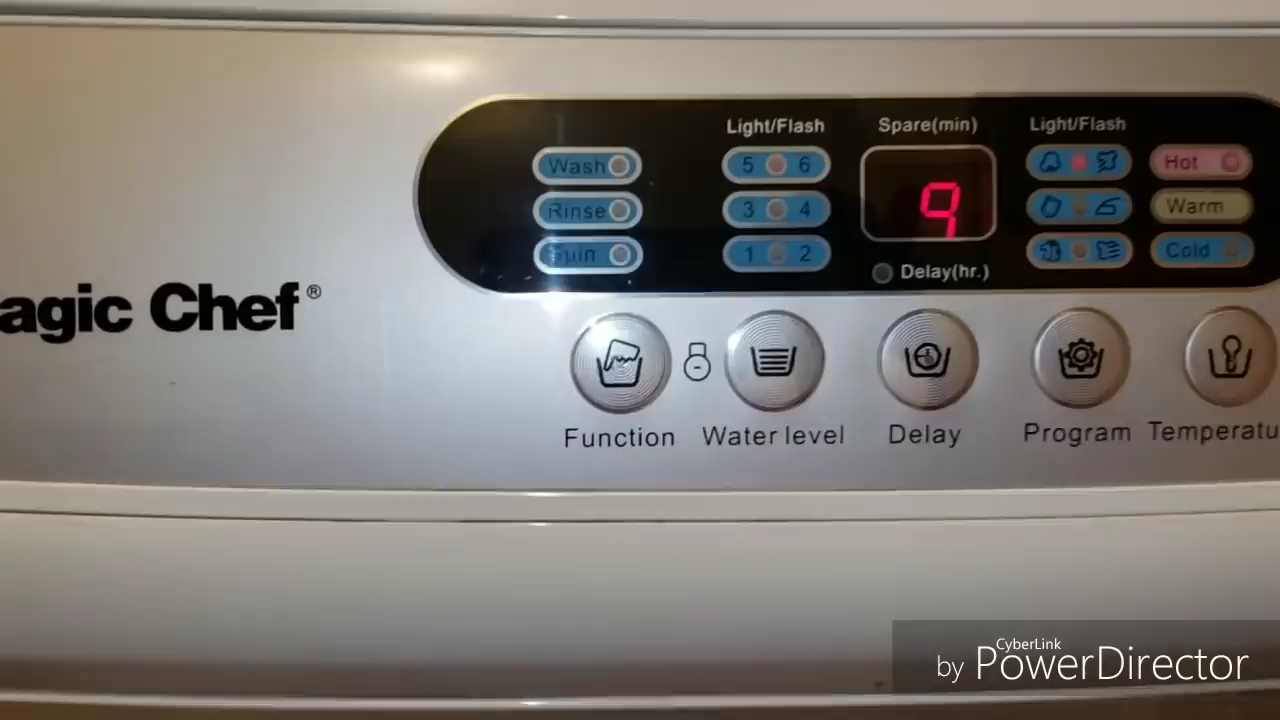 agic Chef®
Light/Flash
Spare(min)
Light/Flash
Wash
5 6
Hot
Rinse
3 4
9
Warm
1 2
Cold
Delay(hr.)
Function
Water level
Delay
Program
Temperatu
CyberLink
by PowerDirector